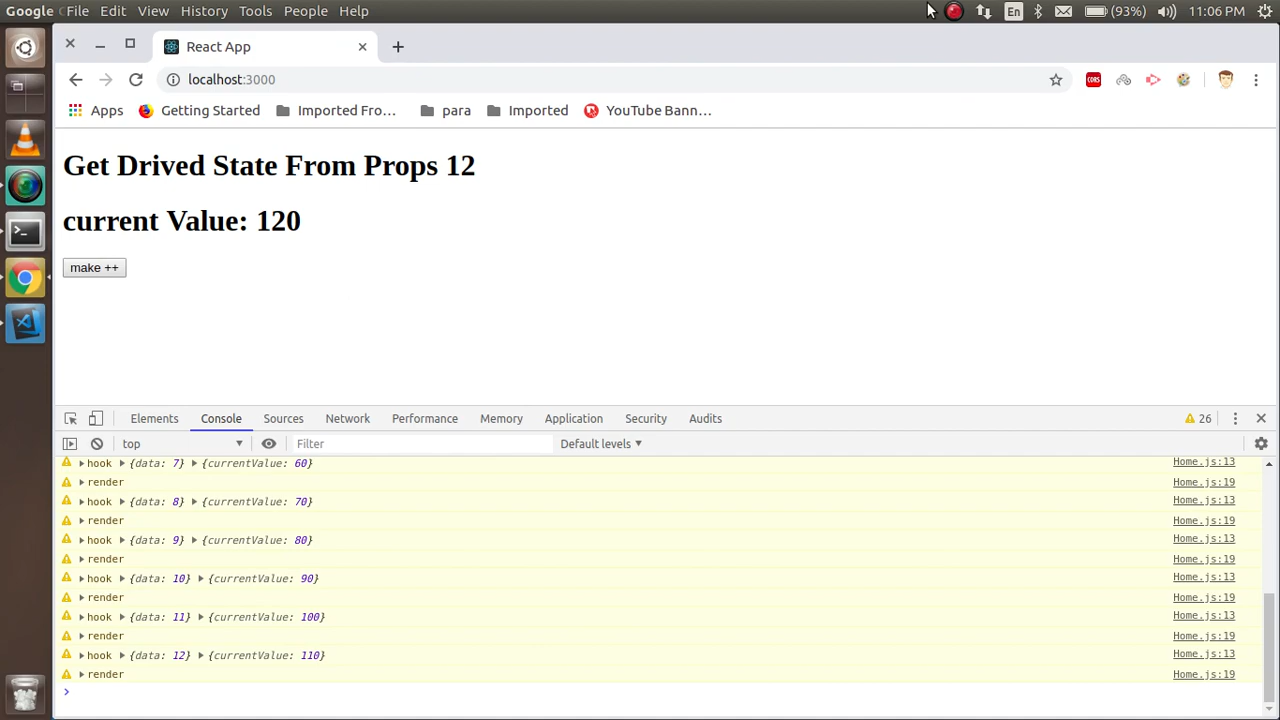 Google File Edit View History Tools People Help
En (93%) 11:06 PM
React App
localhost:3000
CORS
Apps Getting Started Imported Fro... para Imported YouTube Bann...
Get Drived State From Props 12
current Value: 120
make ++
Elements Console Sources Network Performance Memory Application Security Audits 26
top Filter Default levels
hook {data: 7} {currentValue: 60} Home.js:13
render Home.js:19
hook {data: 8} {currentValue: 70} Home.js:13
render Home.js:19
hook {data: 9} {currentValue: 80} Home.js:13
render Home.js:19
hook {data: 10} {currentValue: 90} Home.js:13
render Home.js:19
hook {data: 11} {currentValue: 100} Home.js:13
render Home.js:19
hook {data: 12} {currentValue: 110} Home.js:13
render Home.js:19
>